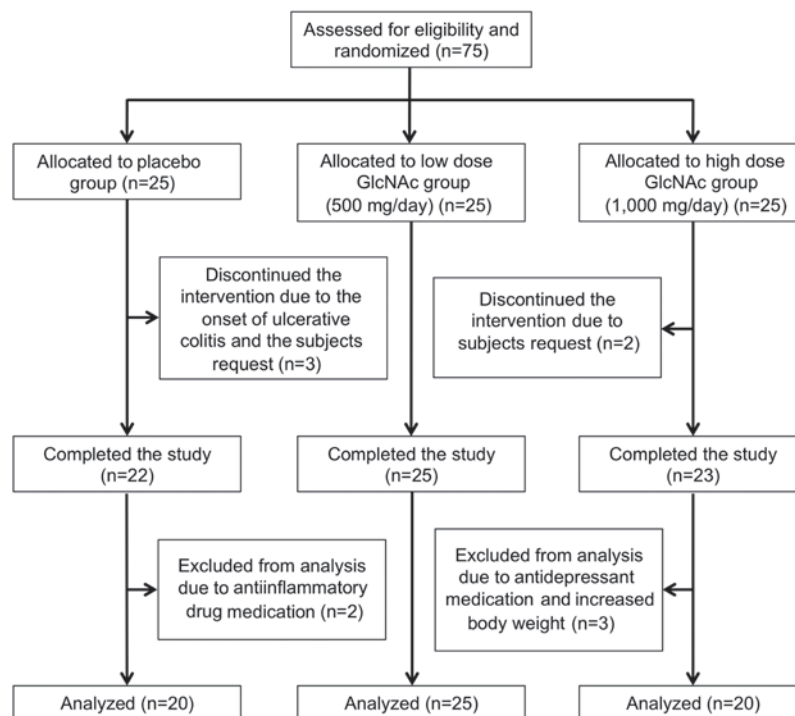 Assessed for eligibility and
randomized (n=75)
Allocated to placebo
group (n=25)
Allocated to low dose
GlcNAc group
(500 mg/day) (n=25)
Allocated to high dose
GlcNAc group
(1,000 mg/day) (n=25)
Discontinued the
intervention due to the
onset of ulcerative
colitis and the subjects
request (n=3)
Discontinued the
intervention due to
subjects request (n=2)
Completed the study
(n=22)
Completed the study
(n=25)
Completed the study
(n=23)
Excluded from analysis
due to antiinflammatory
drug medication (n=2)
Excluded from analysis
due to antidepressant
medication and increased
body weight (n=3)
Analyzed (n=20)
Analyzed (n=25)
Analyzed (n=20)